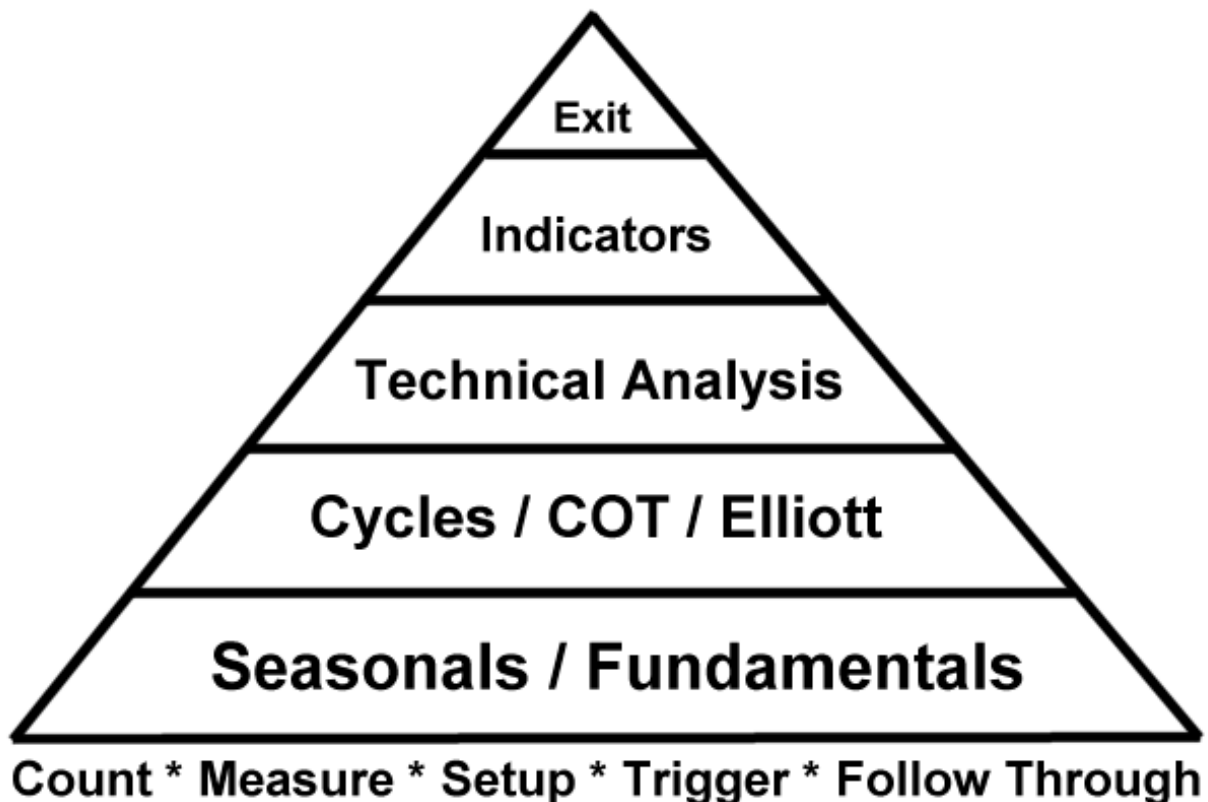 Exit
Indicators
Technical Analysis
Cycles / COT / Elliott
Seasonals / Fundamentals
Count * Measure * Setup * Trigger * Follow Through